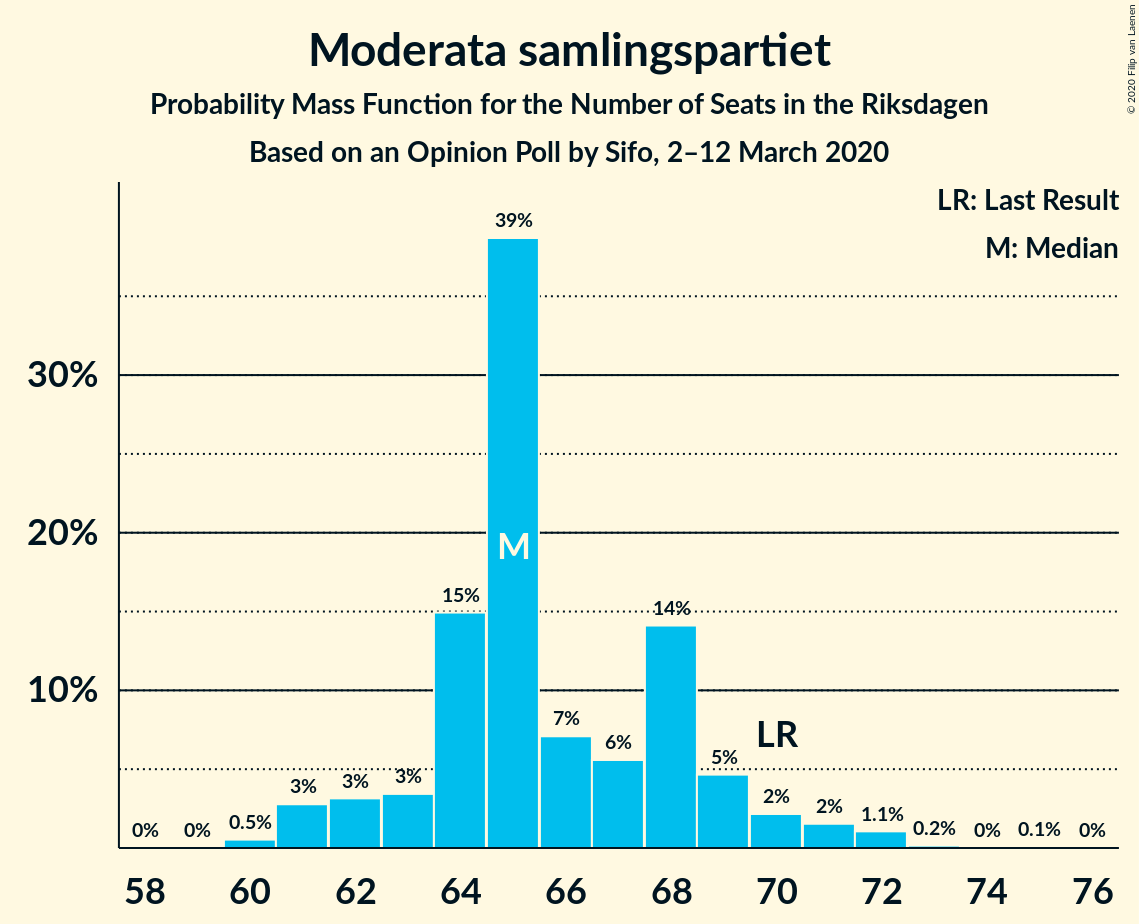 Moderata samlingspartiet
Probability Mass Function for the Number of Seats in the Riksdagen
Based on an Opinion Poll by Sifo, 2–12 March 2020
© 2020 Filip van Laenen
LR: Last Result
M: Median
39%
30%
20%
M
15%
14%
10%
7%
LR
6%
5%
3%
3%
3%
2%
2%
1.1%
0.5%
0%
0%
0.2%
0%
0.1%
0%
58 60 62 64 66 68 70 72 74 76